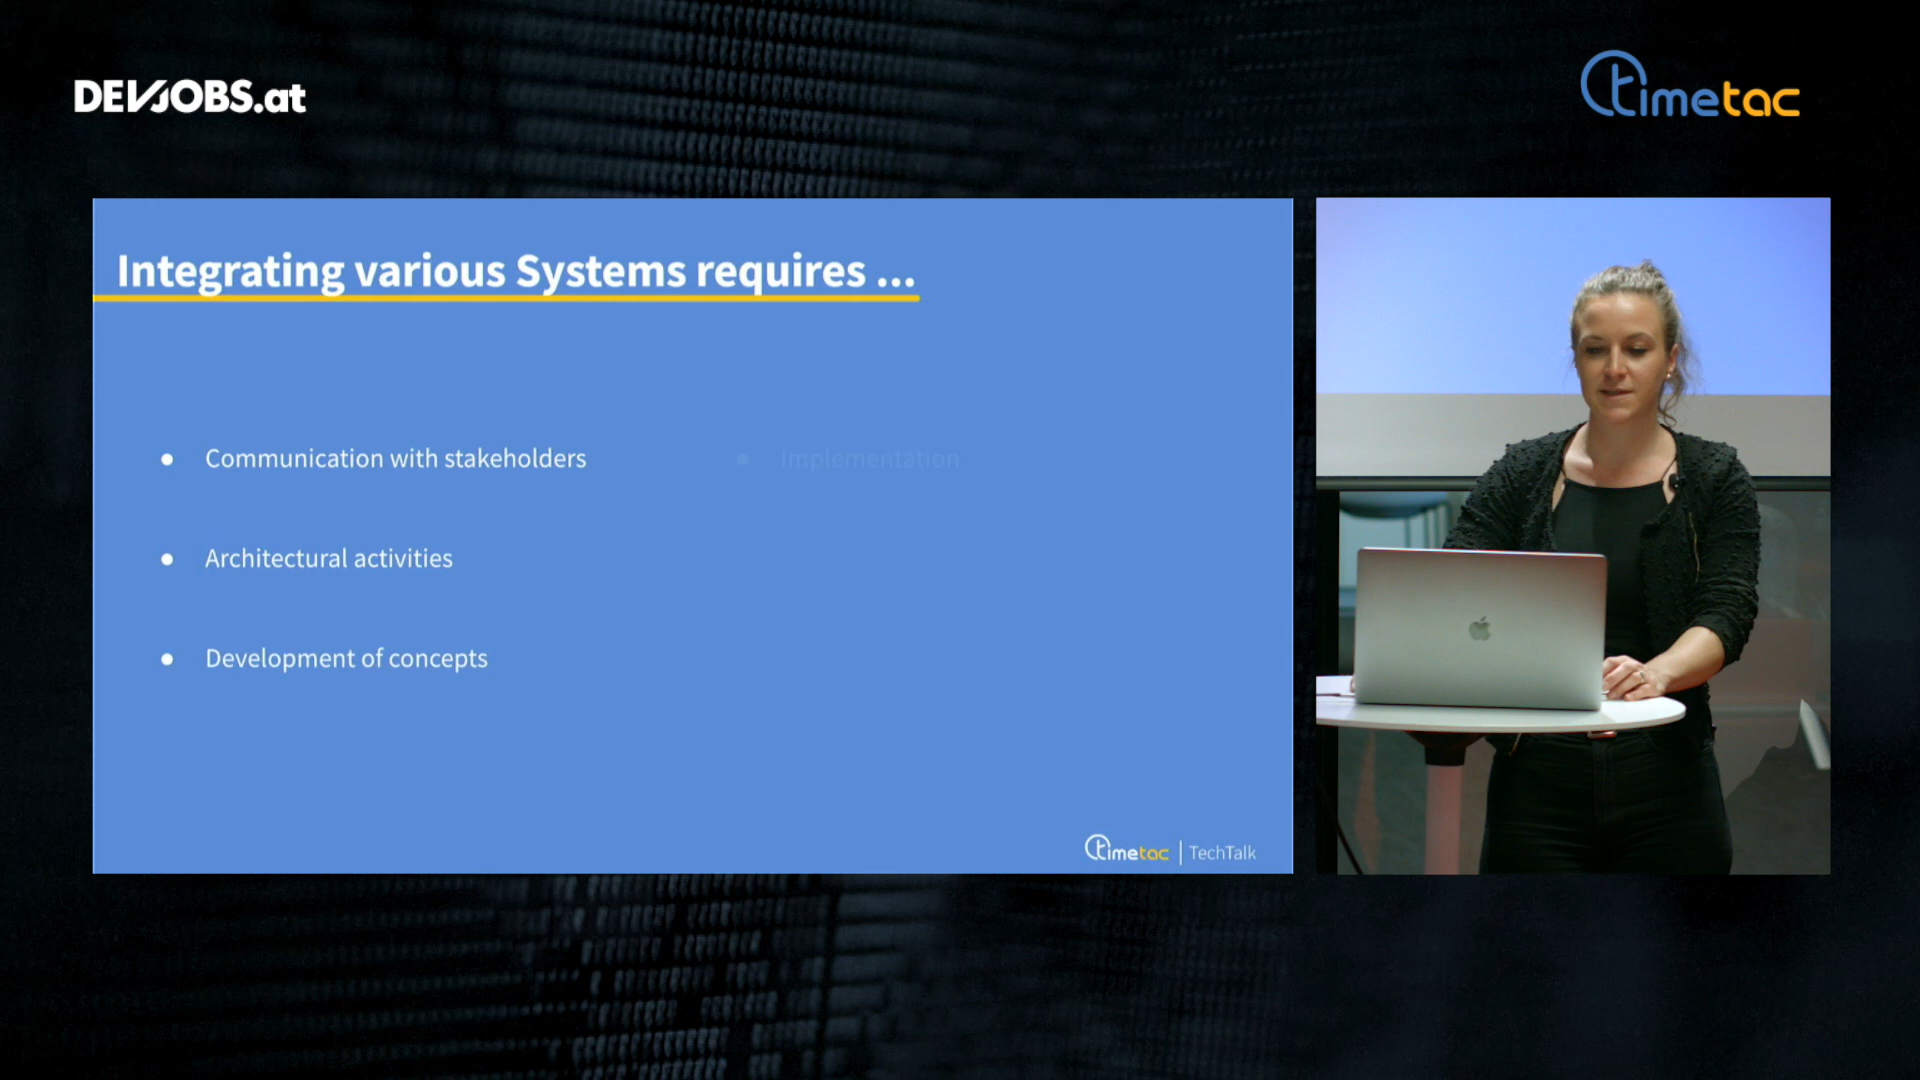 DEVJOBS.at
timetac
Integrating various Systems requires ...
● Communication with stakeholders
● Architectural activities
● Development of concepts
● Implementation
timetac | TechTalk